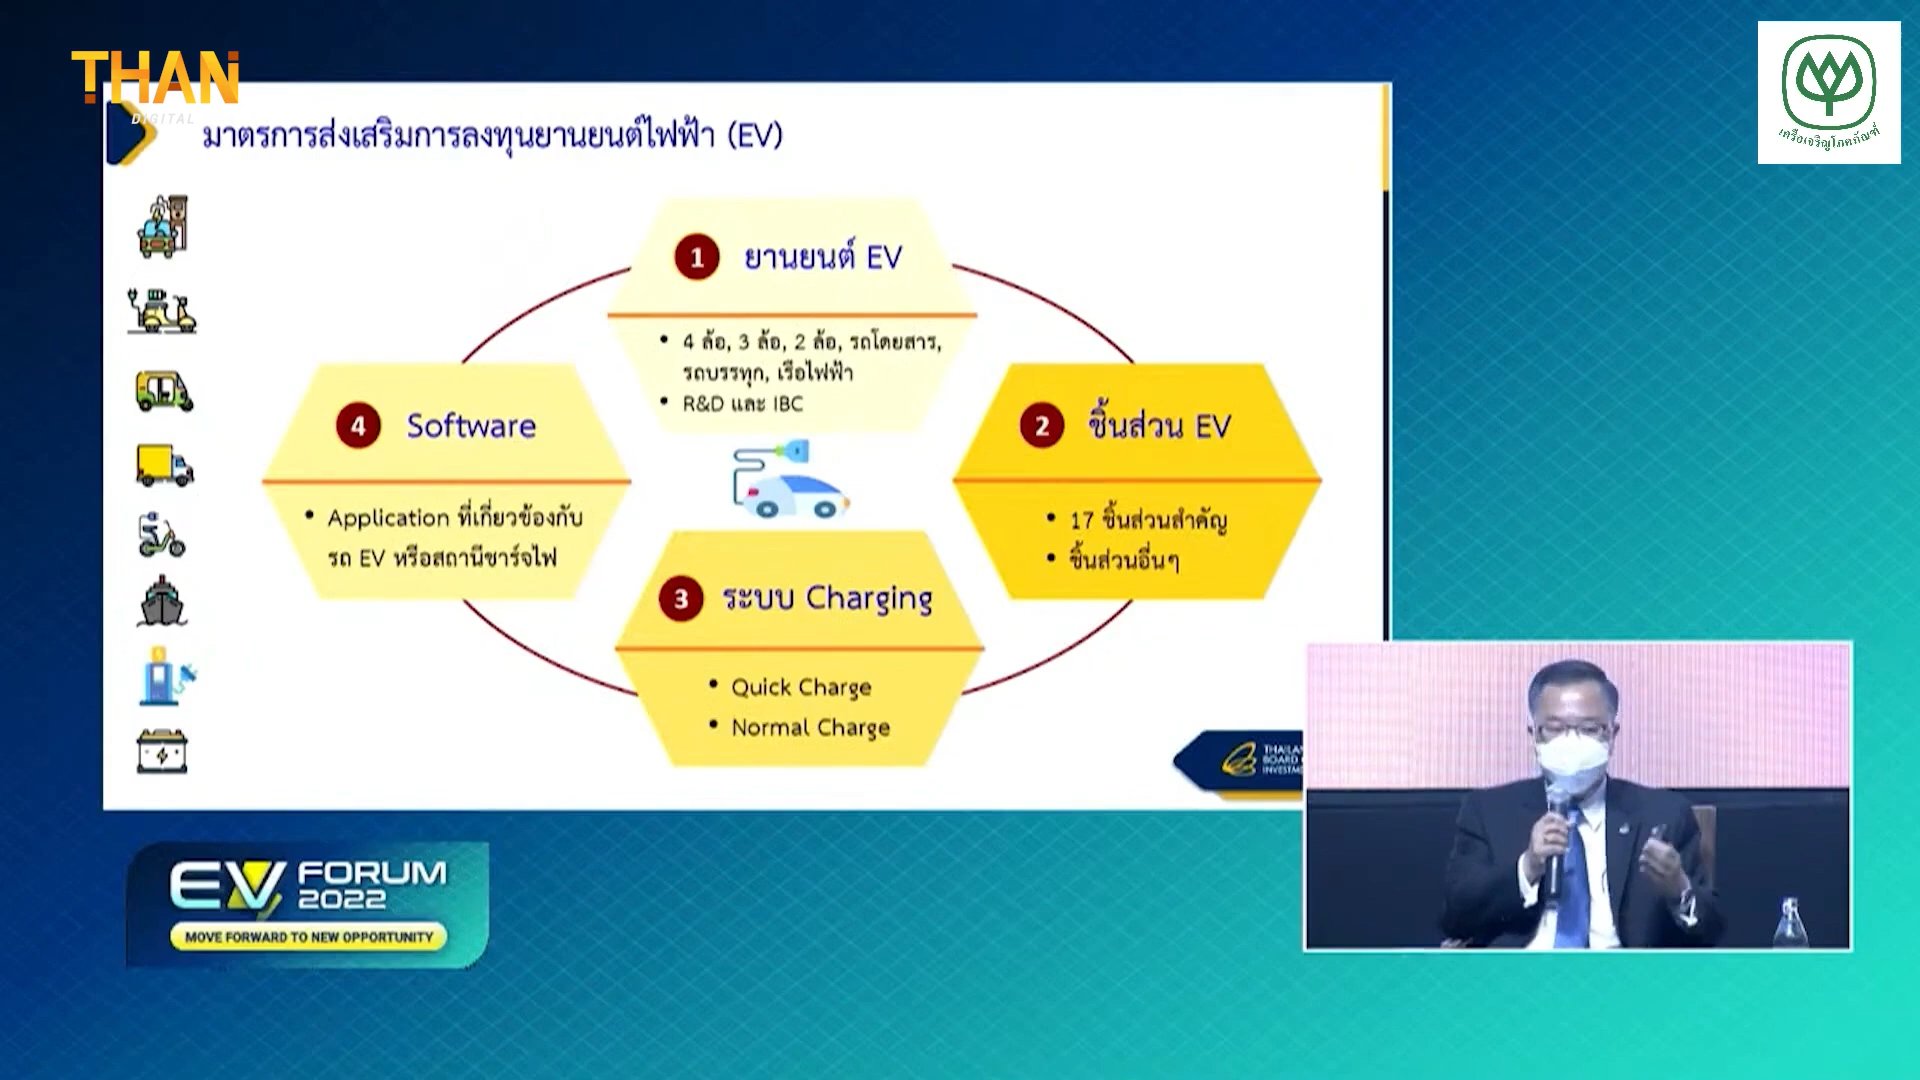 THAN
DIGITAL
เครือเจริญโภคภัณฑ์
มาตรการส่งเสริมการลงทุนยานยนต์ไฟฟ้า (EV)
1 ยานยนต์ EV
• 4 ล้อ, 3 ล้อ, 2 ล้อ, รถโดยสาร,
รถบรรทุก, เรือไฟฟ้า
• R&D และ IBC
2 ชิ้นส่วน EV
• 17 ชิ้นส่วนสำคัญ
• ชิ้นส่วนอื่นๆ
3 ระบบ Charging
• Quick Charge
• Normal Charge
4 Software
• Application ที่เกี่ยวข้องกับ
รถ EV หรือสถานีชาร์จไฟ
BOARD
EV FORUM
2022
MOVE FORWARD TO NEW OPPORTUNITY